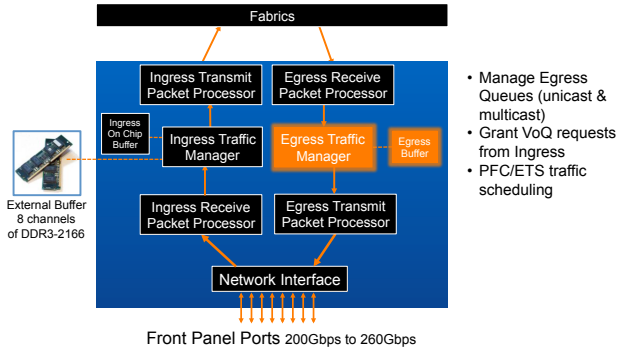 Fabrics
Ingress Transmit
Packet Processor
Egress Receive
Packet Processor
Ingress
On Chip
Buffer
Ingress Traffic
Manager
Egress Traffic
Manager
Egress
Buffer
External Buffer
8 channels
of DDR3-2166
Ingress Receive
Packet Processor
Egress Transmit
Packet Processor
Network Interface
Front Panel Ports 200Gbps to 260Gbps
• Manage Egress
Queues (unicast &
multicast)
• Grant VoQ requests
from Ingress
• PFC/ETS traffic
scheduling